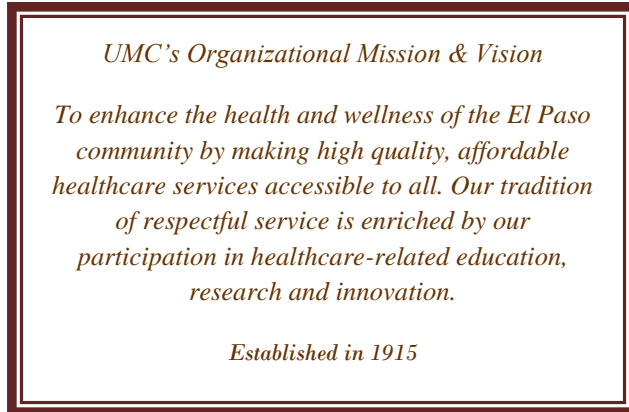 UMC’s Organizational Mission & Vision
To enhance the health and wellness of the El Paso
community by making high quality, affordable
healthcare services accessible to all. Our tradition
of respectful service is enriched by our
participation in healthcare-related education,
research and innovation.
Established in 1915